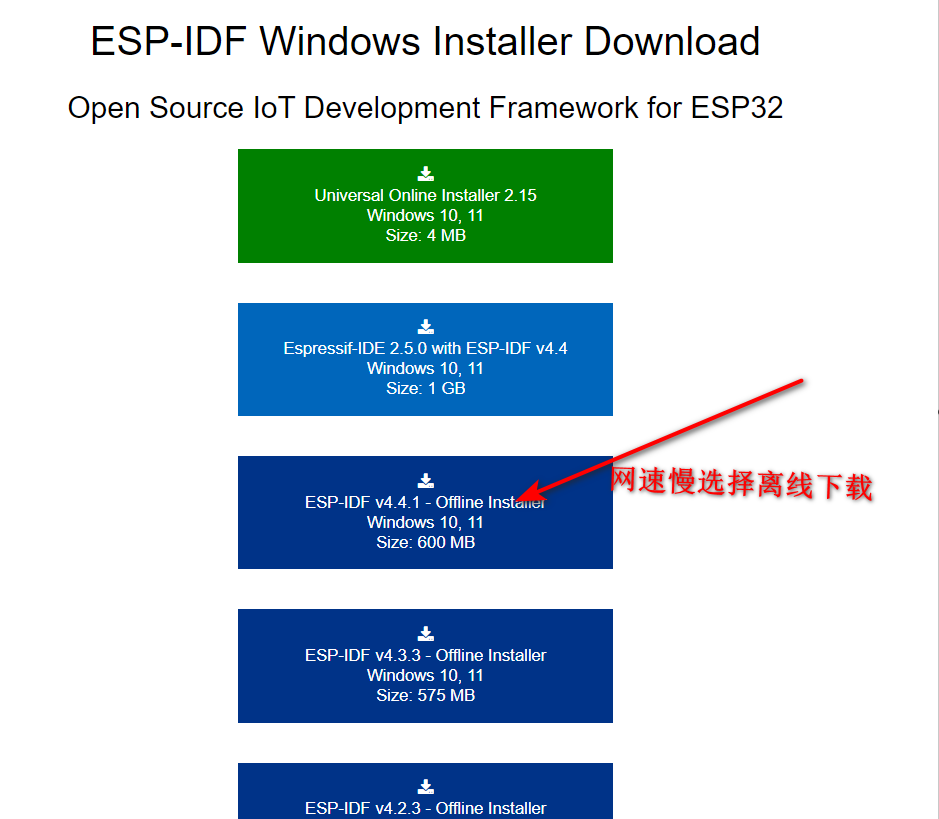 ESP-IDF Windows Installer Download
Open Source IoT Development Framework for ESP32
Universal Online Installer 2.15
Windows 10, 11
Size: 4 MB
Espressif-IDE 2.5.0 with ESP-IDF v4.4
Windows 10, 11
Size: 1 GB
ESP-IDF v4.4.1 - Offline Installer
Windows 10, 11
Size: 600 MB
网速慢选择离线下载
ESP-IDF v4.3.3 - Offline Installer
Windows 10, 11
Size: 575 MB
ESP-IDF v4.2.3 - Offline Installer